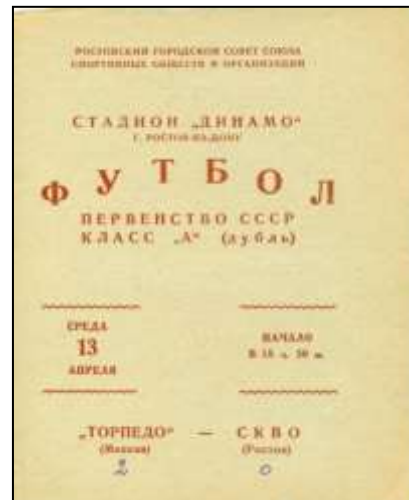 РОСТОВСКИЙ ГОРОДСКОЙ СОВЕТ СОЮЗА
СПОРТИВНЫХ ОБЩЕСТВ И ОРГАНИЗАЦИЙ
СТАДИОН „ДИНАМО“
Г. РОСТОВ-НА-ДОНУ
ФУТБОЛ
ПЕРВЕНСТВО СССР
КЛАСС „А“ (дубль)
СРЕДА
13
АПРЕЛЯ
НАЧАЛО
В ч. м.
„ТОРПЕДО“ — СКВО
(Москва) (Ростов)
2 0